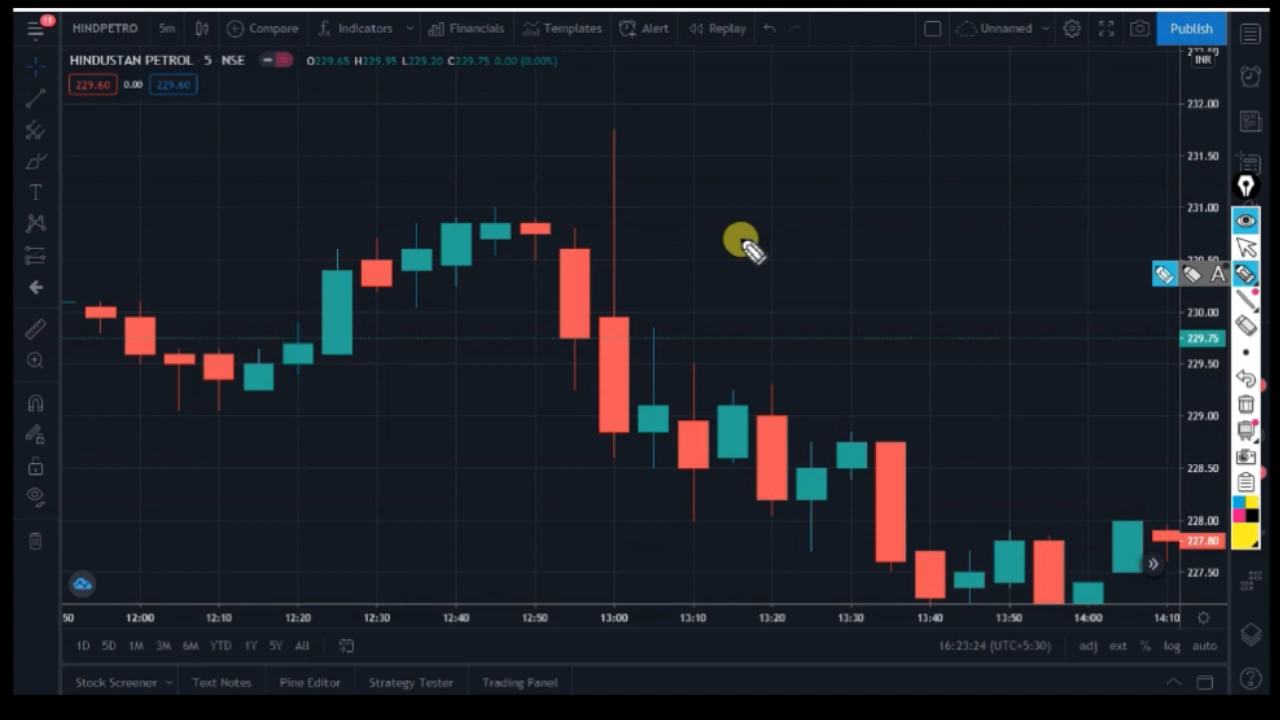 11
HINDPETRO 5m Compare Indicators Financials Templates Alert Replay Unnamed Publish
HINDUSTAN PETROL · 5 · NSE O229.65 H229.95 L229.20 C229.75 0.00 (0.00%)
INR
229.60 0.00 229.60
232.00
231.50
231.00
230.50
A
230.00
229.75
229.50
229.00
228.50
228.00
227.80
227.50
50 12:00 12:10 12:20 12:30 12:40 12:50 13:00 13:10 13:20 13:30 13:40 13:50 14:00 14:10
1D 5D 1M 3M 6M YTD 1Y 5Y All 16:23:24 (UTC+5:30) adj ext % log auto
Stock Screener Text Notes Pine Editor Strategy Tester Trading Panel